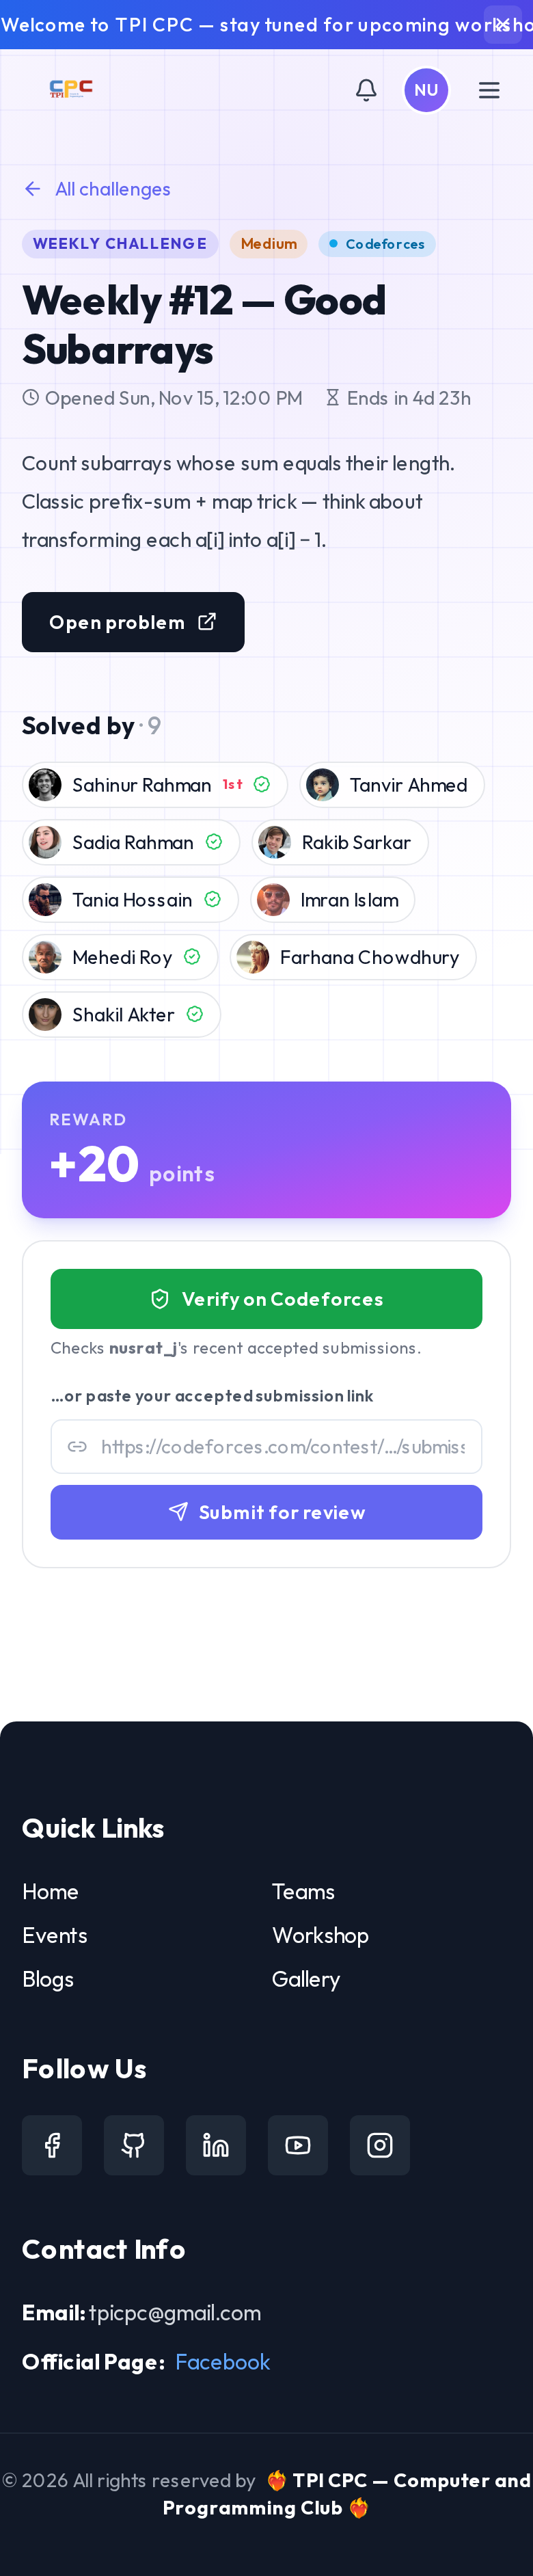 Welcome to TPI CPC — stay tuned for upcoming worksho
CPC
TPI
NU
All challenges
WEEKLY CHALLENGE Medium Codeforces
Weekly #12 — Good
Subarrays
Opened Sun, Nov 15, 12:00 PM Ends in 4d 23h
Count subarrays whose sum equals their length.
Classic prefix-sum + map trick — think about
transforming each a[i] into a[i] − 1.
Open problem
Solved by · 9
Sahinur Rahman 1st Tanvir Ahmed
Sadia Rahman Rakib Sarkar
Tania Hossain Imran Islam
Mehedi Roy Farhana Chowdhury
Shakil Akter
REWARD
+20 points
Verify on Codeforces
Checks nusrat_j's recent accepted submissions.
…or paste your accepted submission link
https://codeforces.com/contest/…/submiss
Submit for review
Quick Links
Home Teams
Events Workshop
Blogs Gallery
Follow Us
Contact Info
Email: tpicpc@gmail.com
Official Page: Facebook
© 2026 All rights reserved by ❤️‍🔥 TPI CPC — Computer and
Programming Club ❤️‍🔥